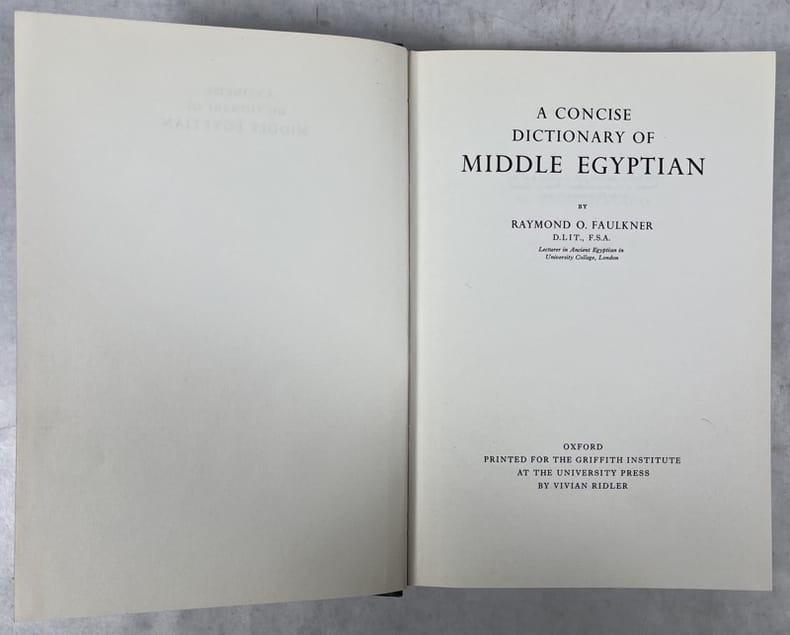 A CONCISE
DICTIONARY OF
MIDDLE EGYPTIAN
BY
RAYMOND O. FAULKNER
D.LIT., F.S.A.
Lecturer in Ancient Egyptian in
University College, London
OXFORD
PRINTED FOR THE GRIFFITH INSTITUTE
AT THE UNIVERSITY PRESS
BY VIVIAN RIDLER